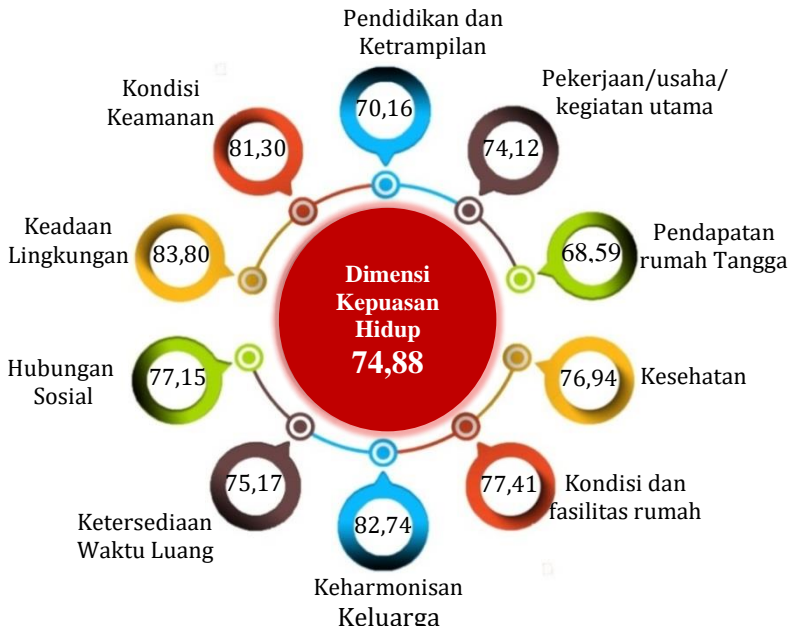 Pendidikan dan
Ketrampilan
70,16
Pekerjaan/usaha/
kegiatan utama
74,12
Pendapatan
rumah Tangga
68,59
Kesehatan
76,94
Kondisi dan
fasilitas rumah
77,41
Keharmonisan
Keluarga
82,74
Ketersediaan
Waktu Luang
75,17
Hubungan
Sosial
77,15
Keadaan
Lingkungan
83,80
Kondisi
Keamanan
81,30
Dimensi
Kepuasan
Hidup
74,88